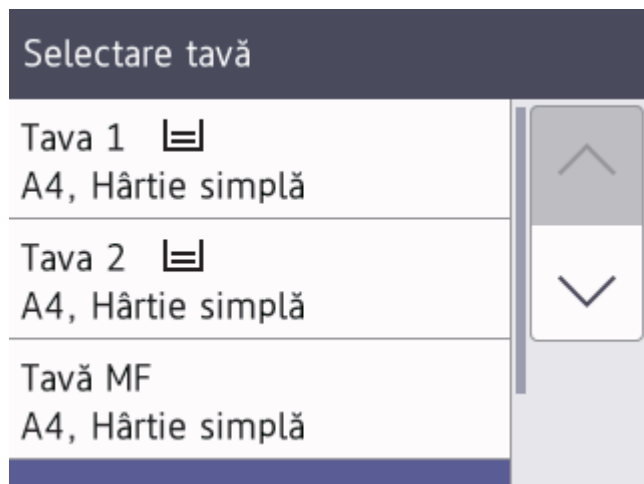 Selectare tavă
Tava 1
A4, Hârtie simplă
Tava 2
A4, Hârtie simplă
Tavă MF
A4, Hârtie simplă